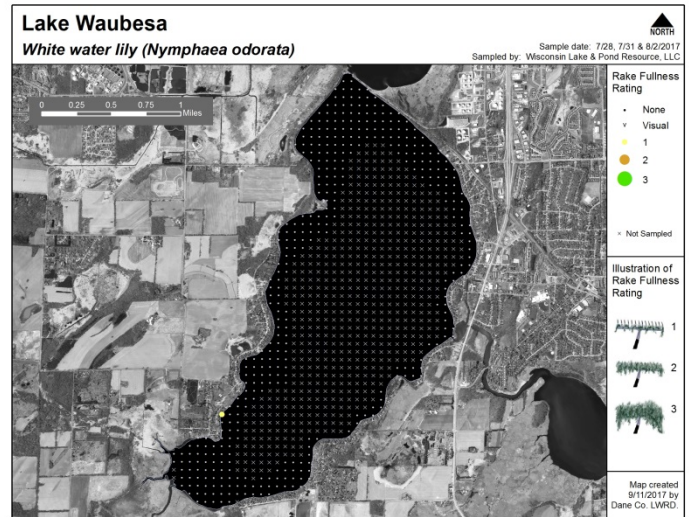 Lake Waubesa
White water lily (Nymphaea odorata)
NORTH
Sample date: 7/28, 7/31 & 8/2/2017
Sampled by: Wisconsin Lake & Pond Resource, LLC
0 0.25 0.5 0.75 1
Miles
Rake Fullness
Rating
None
Visual
1
2
3
× Not Sampled
Illustration of
Rake Fullness
Rating
1
2
3
Map created
9/11/2017 by
Dane Co. LWRD.